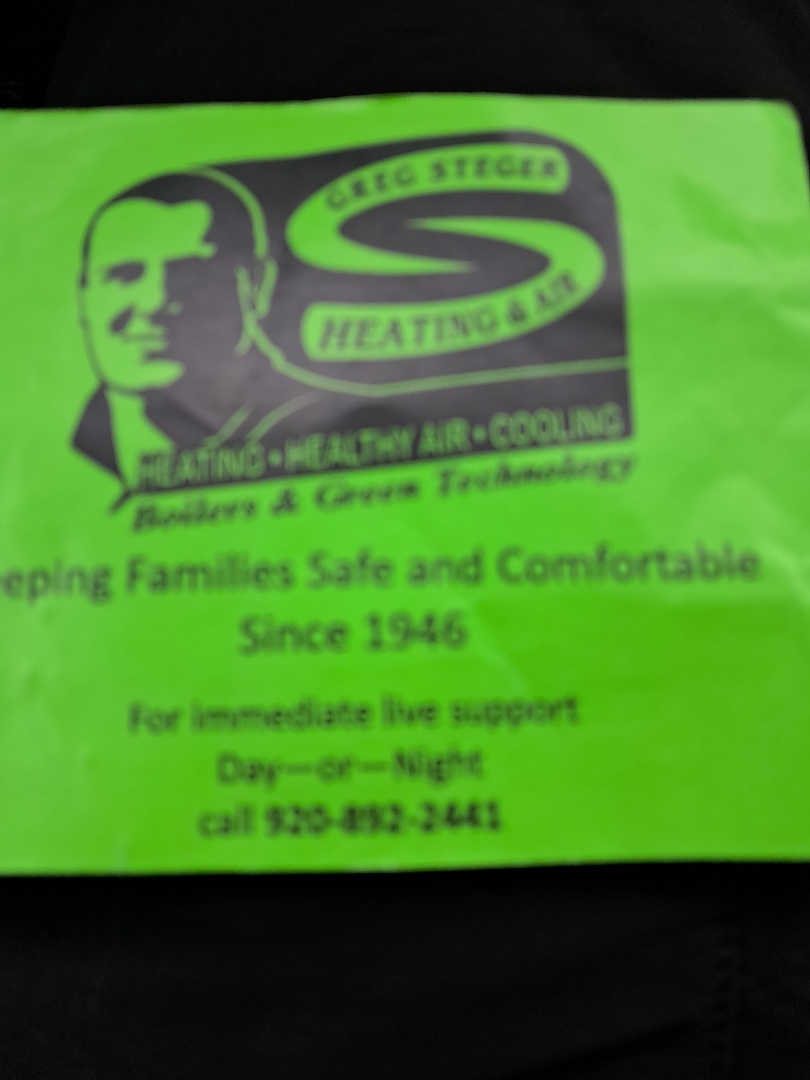 GREG STEGER
HEATING & AIR
HEATING • HEALTHY AIR • COOLING
Boilers & Green Technology
eeping Families Safe and Comfortable
Since 1946
For immediate live support
Day—or—Night
call 920-892-2441